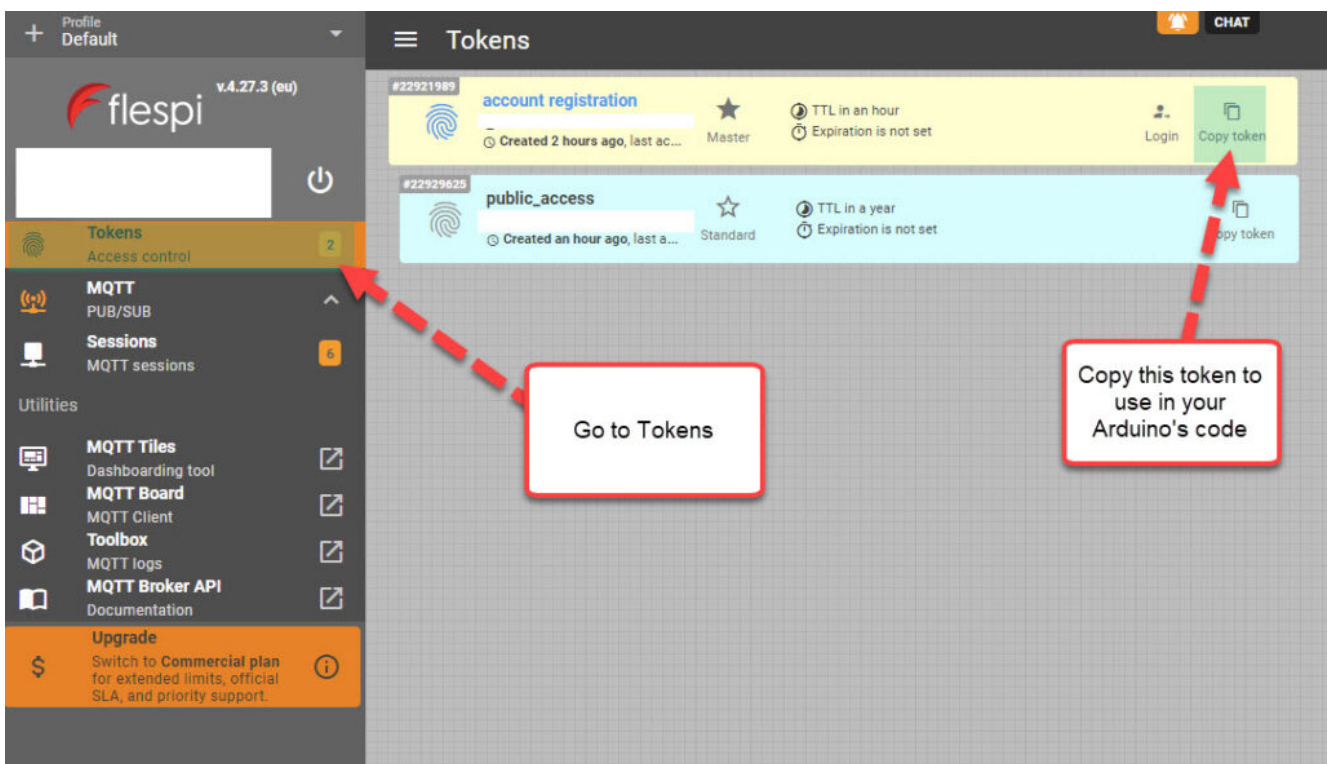 Profile
Default
flespi
v.4.27.3 (eu)
Tokens
Access control
2
MQTT
PUB/SUB
Sessions
MQTT sessions
6
Utilities
MQTT Tiles
Dashboarding tool
MQTT Board
MQTT Client
Toolbox
MQTT logs
MQTT Broker API
Documentation
Upgrade
$
Switch to Commercial plan
for extended limits, official
SLA, and priority support.
Tokens
CHAT
#22921989
account registration
Created 2 hours ago, last ac...
Master
TTL in an hour
Expiration is not set
Login
Copy token
#22929625
public_access
Created an hour ago, last a...
Standard
TTL in a year
Expiration is not set
opy token
Go to Tokens
Copy this token to
use in your
Arduino's code